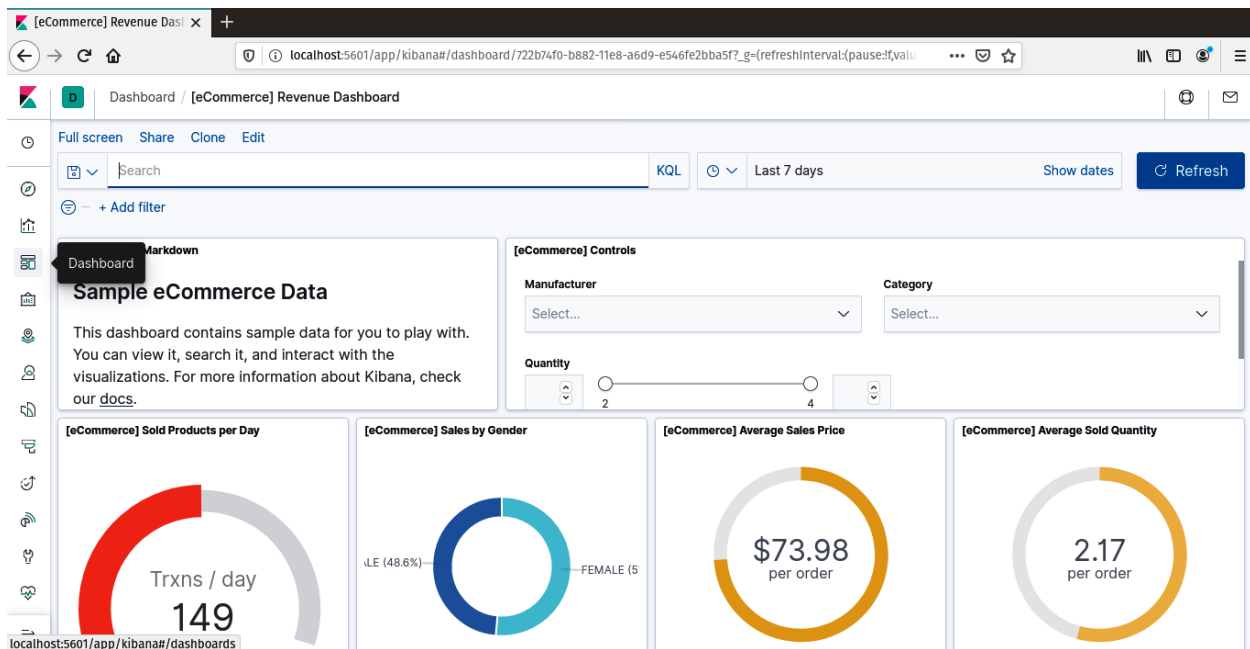 [eCommerce] Revenue Dash
localhost:5601/app/kibana#/dashboard/722b74f0-b882-11e8-a6d9-e546fe2bba5f?_g=(refreshInterval:(pause:!f,valu
D Dashboard / [eCommerce] Revenue Dashboard
Full screen Share Clone Edit
Search KQL Last 7 days Show dates Refresh
+ Add filter
Markdown
[eCommerce] Controls
Dashboard
Sample eCommerce Data
This dashboard contains sample data for you to play with.
You can view it, search it, and interact with the
visualizations. For more information about Kibana, check
our docs.
Manufacturer Category
Select... Select...
Quantity
2 4
[eCommerce] Sold Products per Day
[eCommerce] Sales by Gender
[eCommerce] Average Sales Price
[eCommerce] Average Sold Quantity
Trxns / day
149
LE (48.6%)
FEMALE (5
$73.98
per order
2.17
per order
localhost:5601/app/kibana#/dashboards